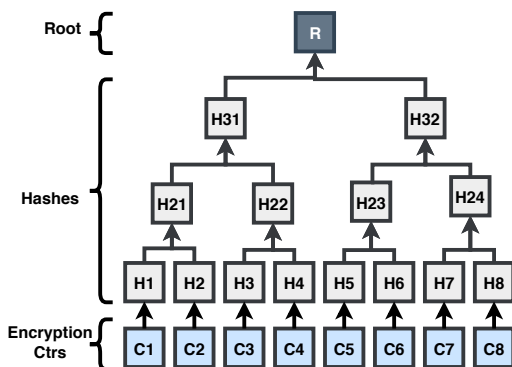 Root
R
H31 H32
Hashes
H21 H22 H23 H24
H1 H2 H3 H4 H5 H6 H7 H8
Encryption
Ctrs
C1 C2 C3 C4 C5 C6 C7 C8